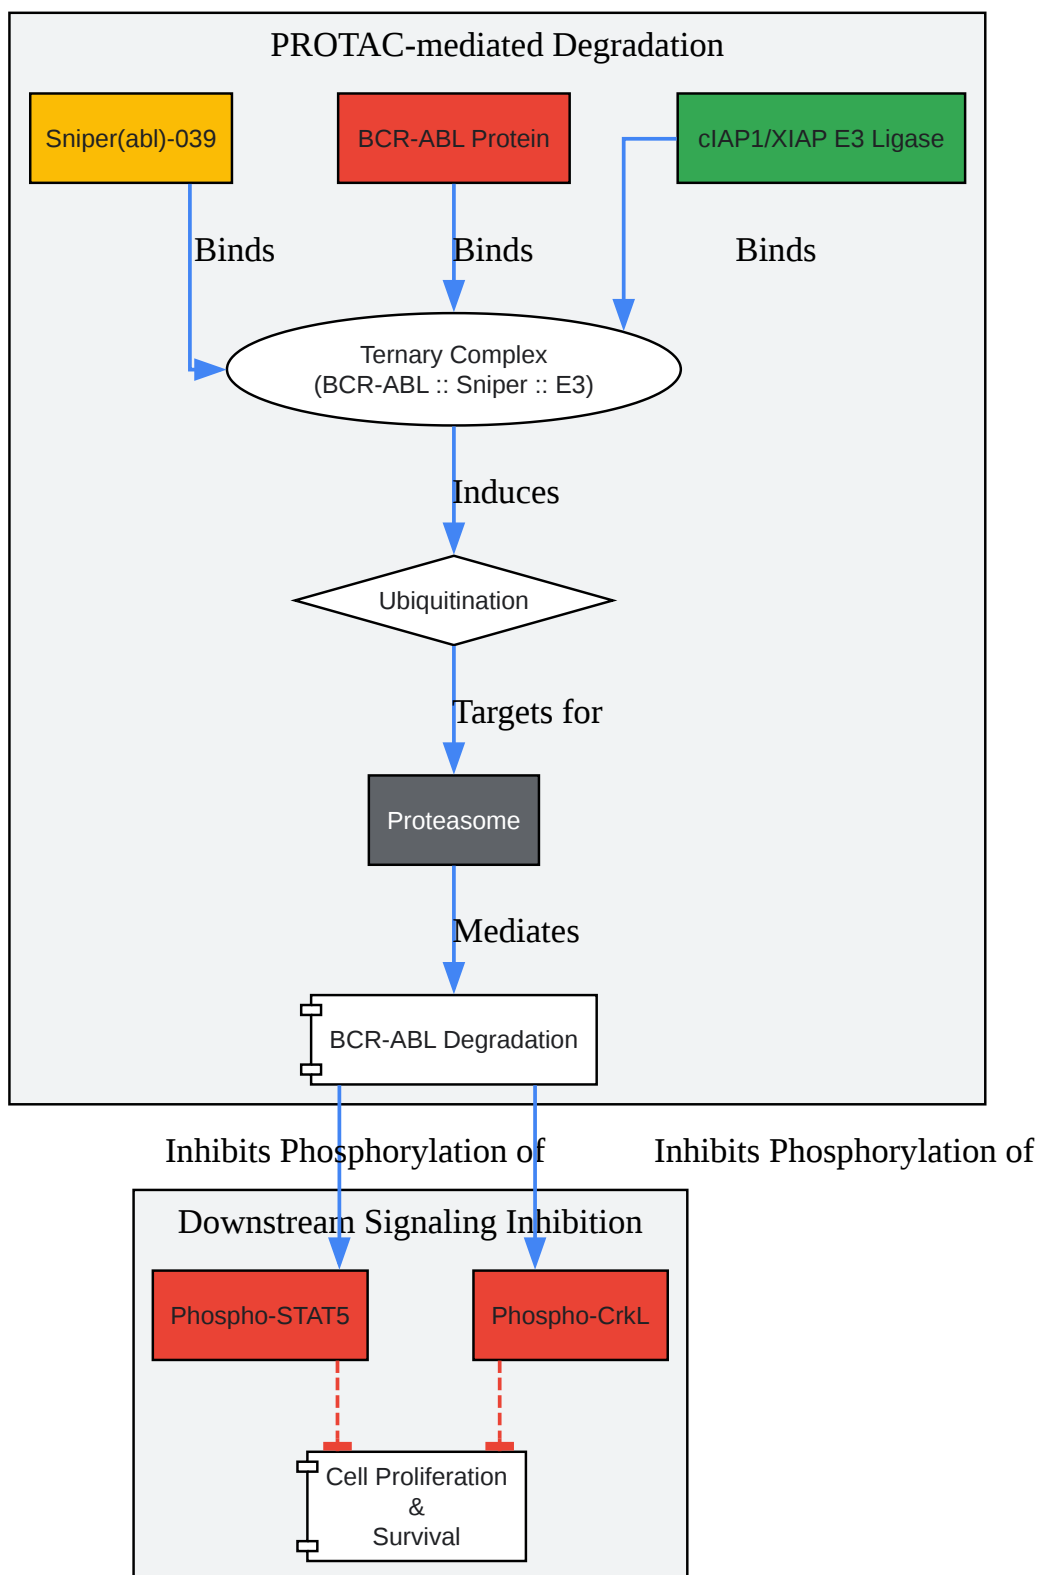 PROTAC-mediated Degradation
Sniper(abl)-039
BCR-ABL Protein
cIAP1/XIAP E3 Ligase
Binds
Binds
Binds
Ternary Complex
(BCR-ABL :: Sniper :: E3)
Induces
Ubiquitination
Targets for
Proteasome
Mediates
BCR-ABL Degradation
Inhibits Phosphorylation of
Inhibits Phosphorylation of
Downstream Signaling Inhibition
Phospho-STAT5
Phospho-CrkL
Cell Proliferation
&
Survival